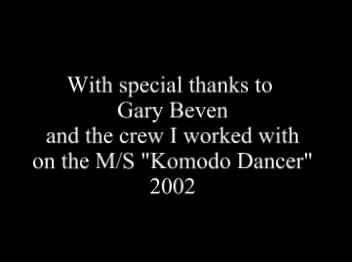 With special thanks to
Gary Beven
and the crew I worked with
on the M/S "Komodo Dancer"
2002